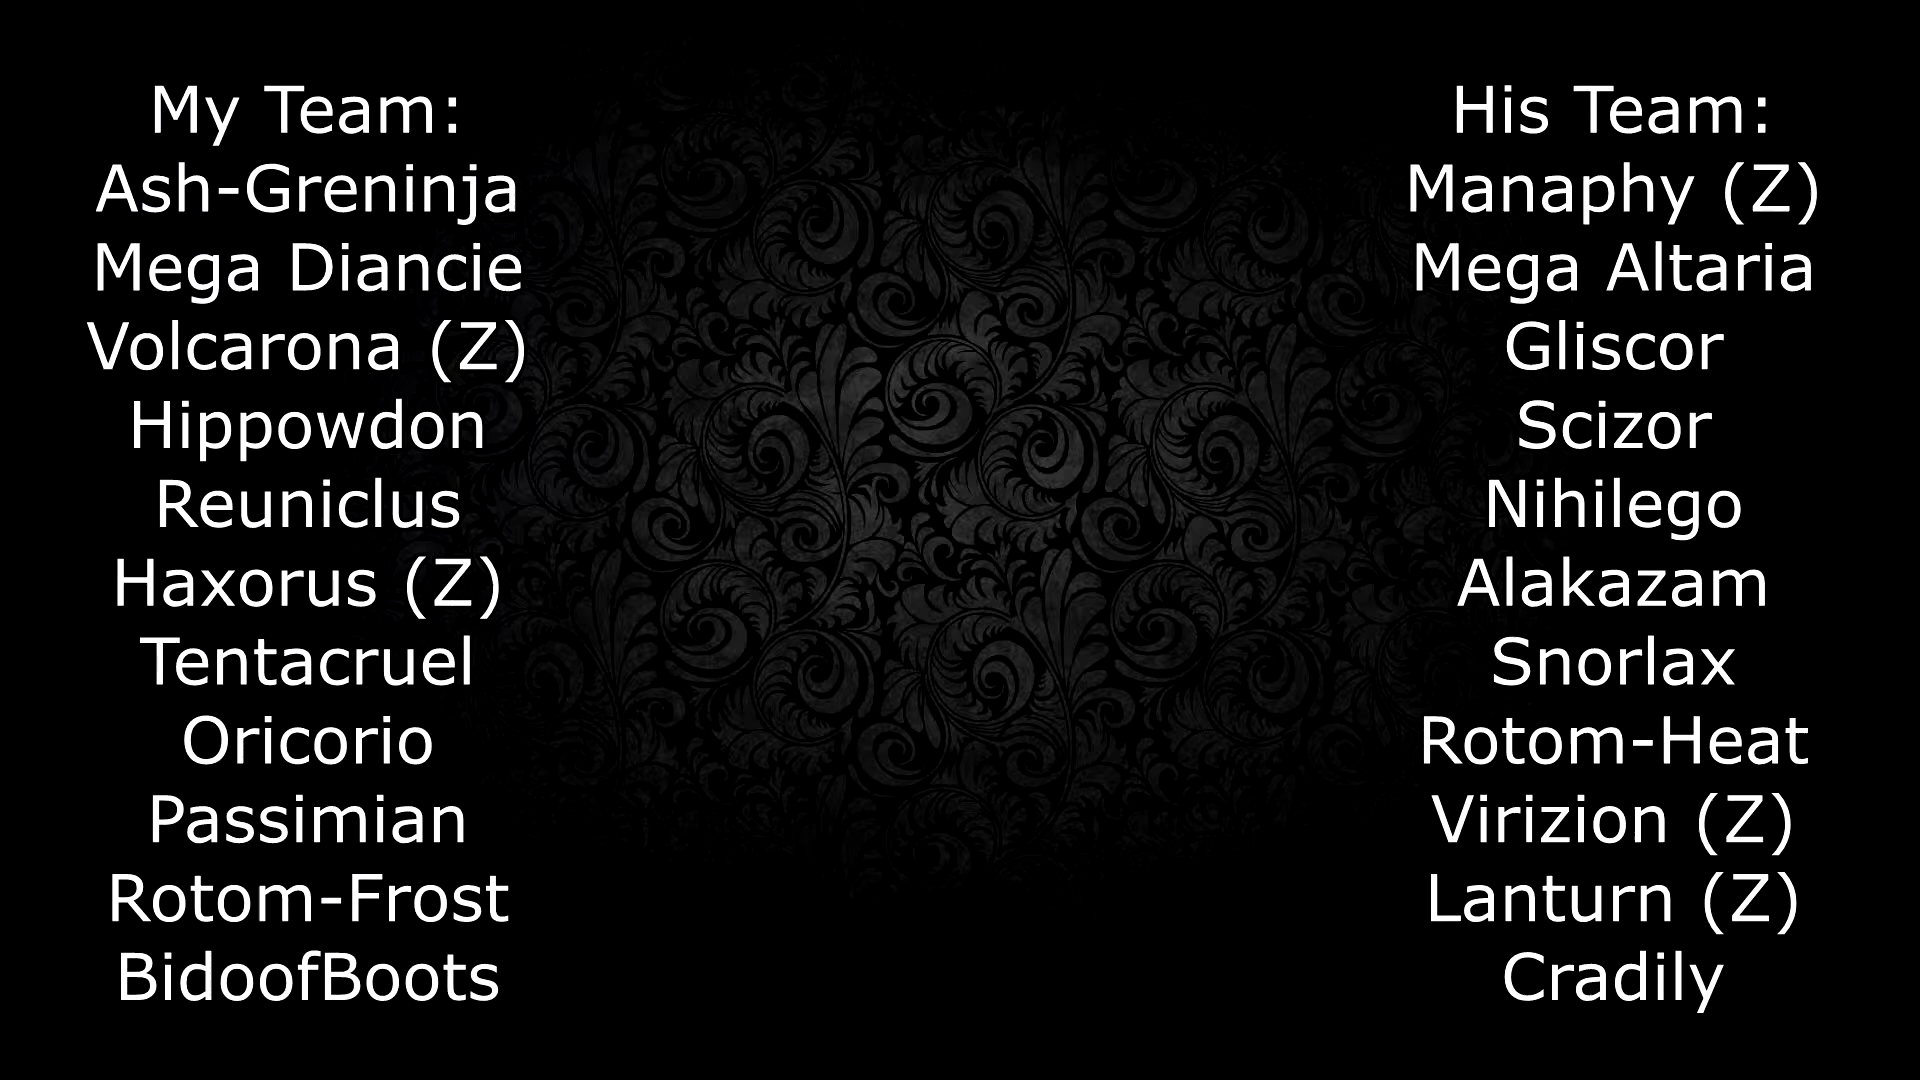 My Team:
Ash-Greninja
Mega Diancie
Volcarona (Z)
Hippowdon
Reuniclus
Haxorus (Z)
Tentacruel
Oricorio
Passimian
Rotom-Frost
BidoofBoots
His Team:
Manaphy (Z)
Mega Altaria
Gliscor
Scizor
Nihilego
Alakazam
Snorlax
Rotom-Heat
Virizion (Z)
Lanturn (Z)
Cradily